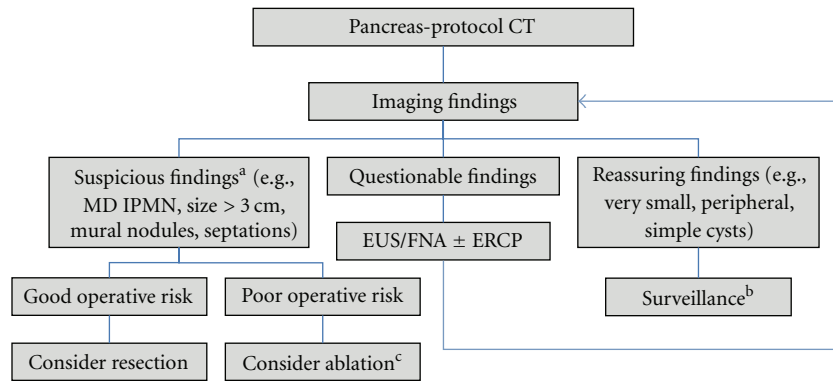 Pancreas-protocol CT
Imaging findings
Suspicious findingsᵃ (e.g.,
MD IPMN, size > 3 cm,
mural nodules, septations)
Questionable findings
Reassuring findings (e.g.,
very small, peripheral,
simple cysts)
EUS/FNA ± ERCP
Good operative risk
Poor operative risk
Surveillanceᵇ
Consider resection
Consider ablationᶜ